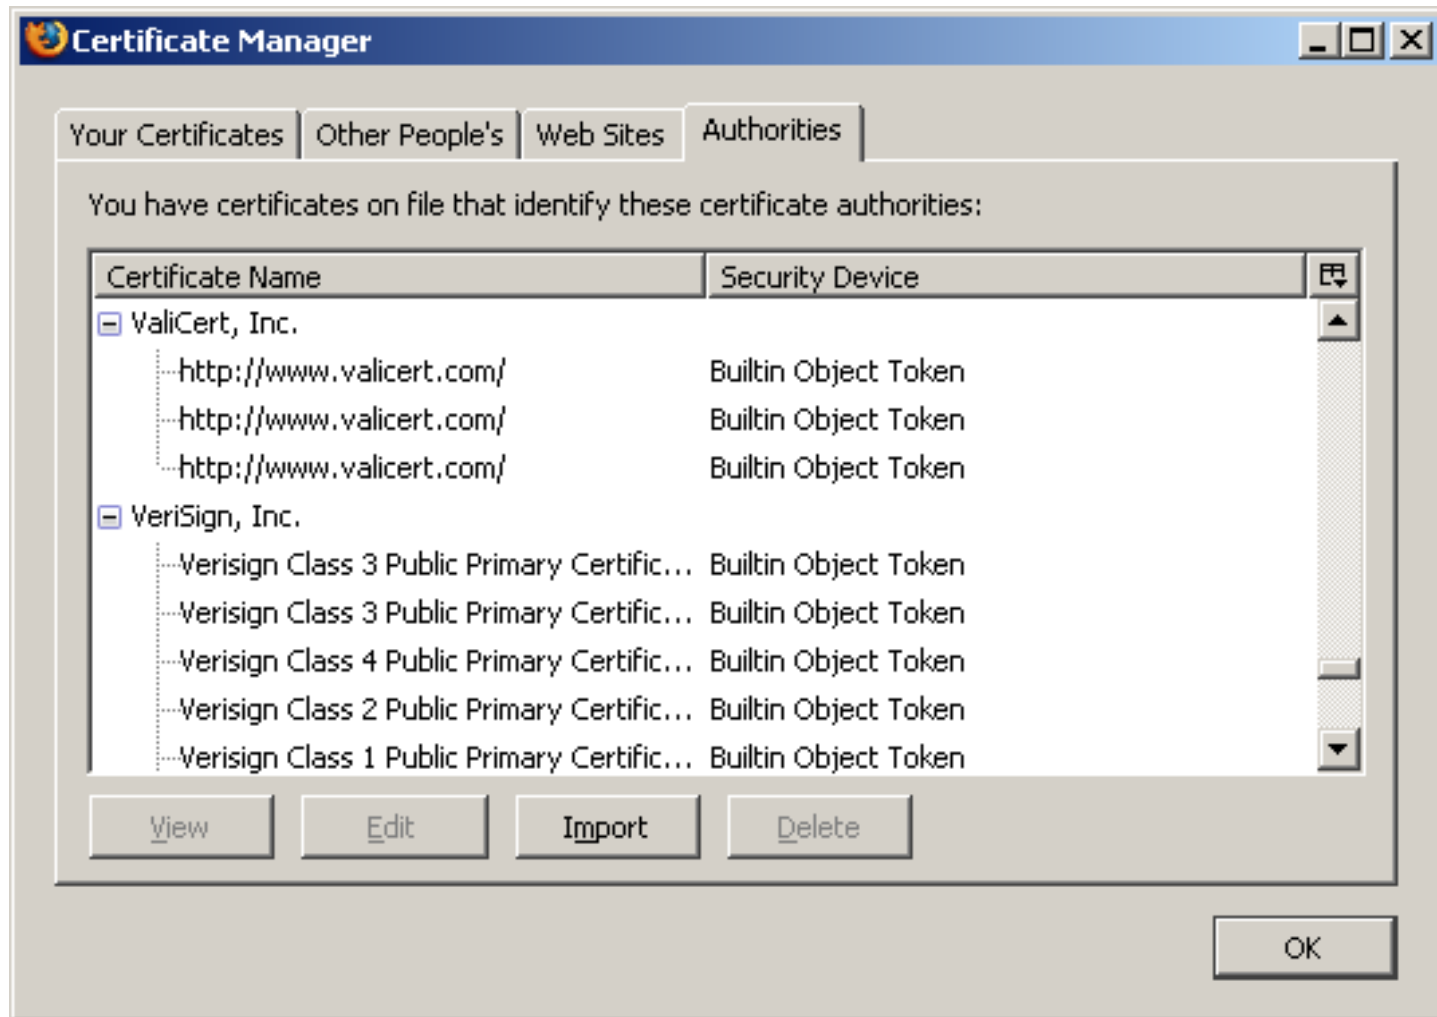 Certificate Manager
Your Certificates Other People's Web Sites Authorities
You have certificates on file that identify these certificate authorities:
Certificate Name Security Device
ValiCert, Inc.
http://www.valicert.com/ Builtin Object Token
http://www.valicert.com/ Builtin Object Token
http://www.valicert.com/ Builtin Object Token
VeriSign, Inc.
Verisign Class 3 Public Primary Certific... Builtin Object Token
Verisign Class 3 Public Primary Certific... Builtin Object Token
Verisign Class 4 Public Primary Certific... Builtin Object Token
Verisign Class 2 Public Primary Certific... Builtin Object Token
Verisign Class 1 Public Primary Certific... Builtin Object Token
View Edit Import Delete
OK